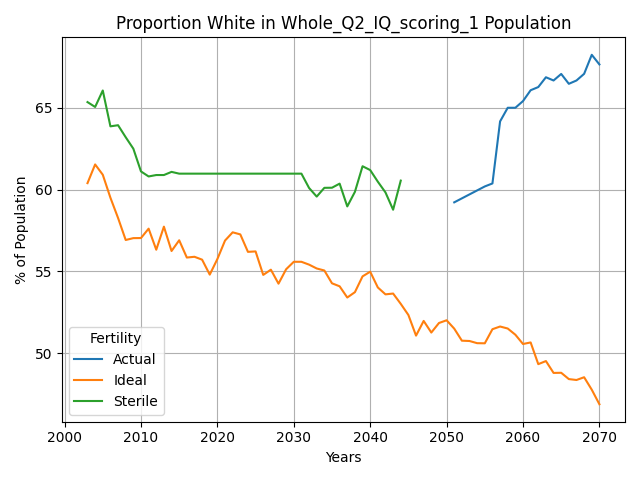 Proportion White in Whole_Q2_IQ_scoring_1 Population
% of Population
65
60
55
50
Fertility
Actual
Ideal
Sterile
2000 2010 2020 2030 2040 2050 2060 2070
Years